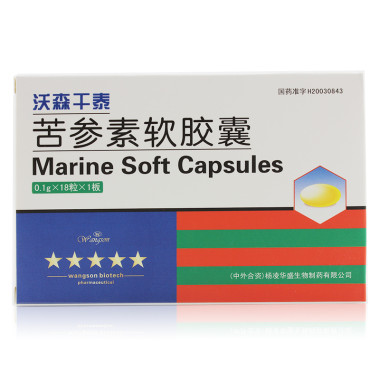 国药准字H20030843
沃森干泰
苦参素软胶囊
Marine Soft Capsules
0.1g×18粒×1板
Wangson
wangson biotech
pharmaceutical
(中外合资)杨凌华盛生物制药有限公司